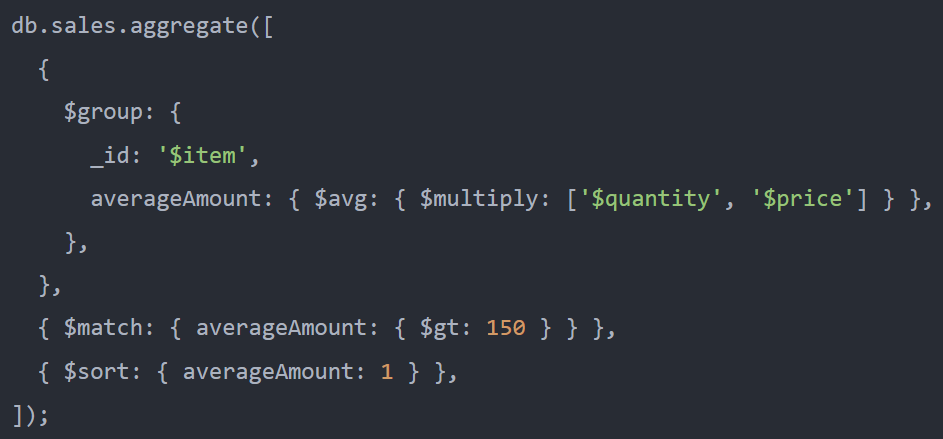 db.sales.aggregate([
  {
    $group: {
      _id: '$item',
      averageAmount: { $avg: { $multiply: ['$quantity', '$price'] } },
    },
  },
  { $match: { averageAmount: { $gt: 150 } } },
  { $sort: { averageAmount: 1 } },
]);